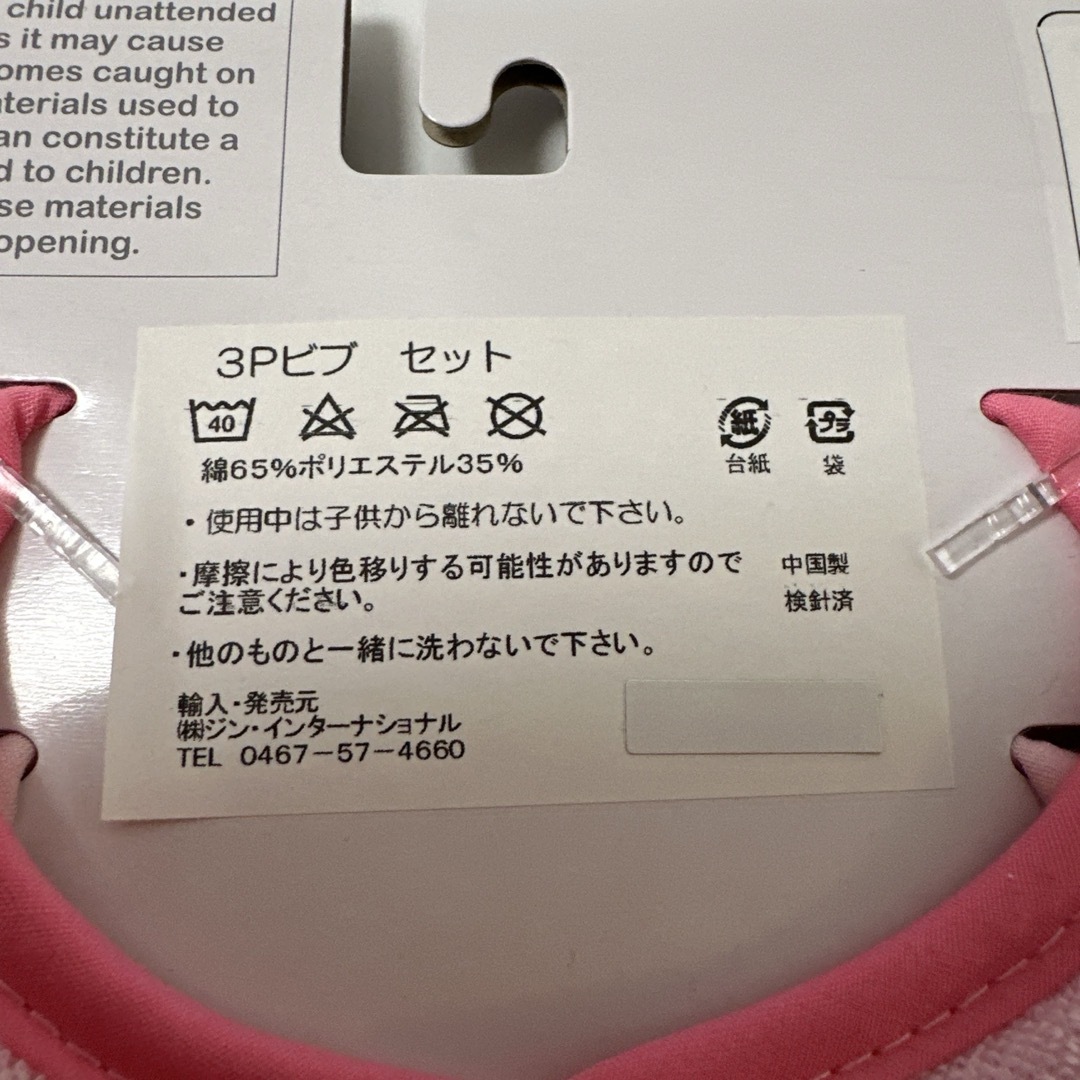 child unattended
it may cause
caught on
used to
constitute a
to children.
materials
opening.
3Pビブ セット
40
紙
プラ
台紙
袋
綿65%ポリエステル35%
・使用中は子供から離れないで下さい。
・摩擦により色移りする可能性がありますので
ご注意ください。
中国製
検針済
・他のものと一緒に洗わないで下さい。
輸入・発売元
㈱ジン・インターナショナル
TEL 0467-57-4660